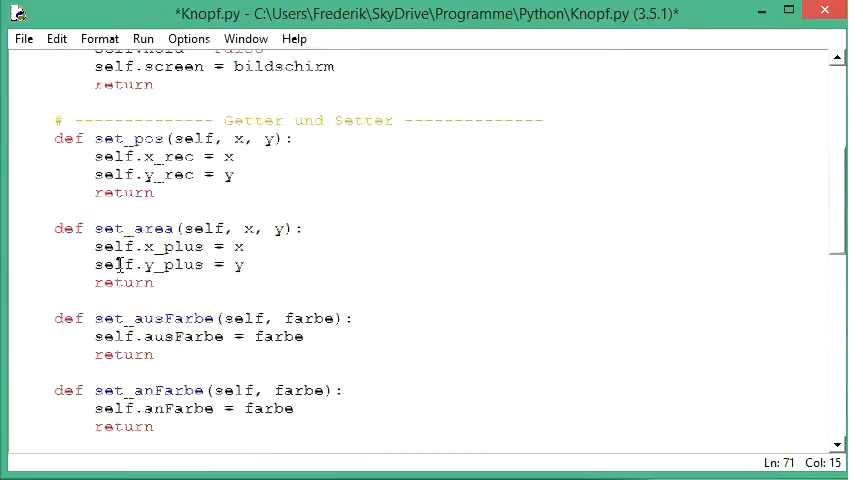 *Knopf.py - C:\Users\Frederik\SkyDrive\Programme\Python\Knopf.py (3.5.1)*
File Edit Format Run Options Window Help
self.screen = bildschirm
return
# -------------- Getter und Setter --------------
def set_pos(self, x, y):
self.x_rec = x
self.y_rec = y
return
def set_area(self, x, y):
self.x_plus = x
self.y_plus = y
return
def set_ausFarbe(self, farbe):
self.ausFarbe = farbe
return
def set_anFarbe(self, farbe):
self.anFarbe = farbe
return
Ln: 71 Col: 15